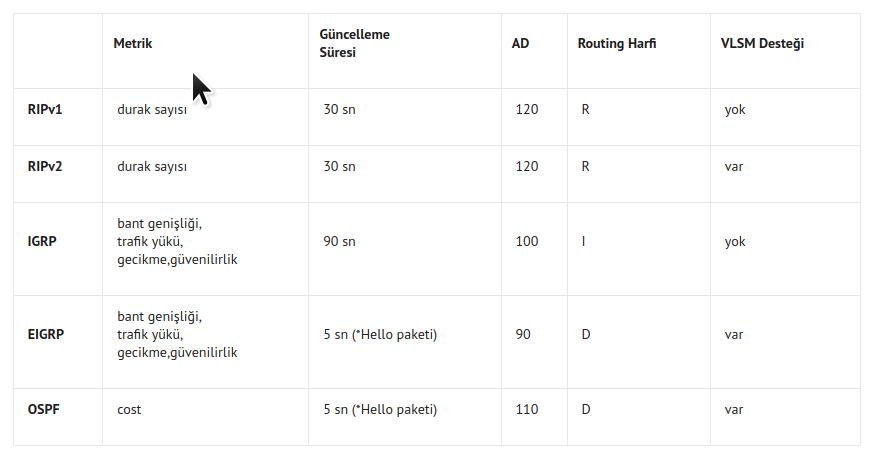 Metrik
Güncelleme
Süresi
AD
Routing Harfi
VLSM Desteği
RIPv1
durak sayısı
30 sn
120
R
yok
RIPv2
durak sayısı
30 sn
120
R
var
IGRP
bant genişliği,
trafik yükü,
gecikme,güvenilirlik
90 sn
100
I
yok
EIGRP
bant genişliği,
trafik yükü,
gecikme,güvenilirlik
5 sn (*Hello paketi)
90
D
var
OSPF
cost
5 sn (*Hello paketi)
110
D
var